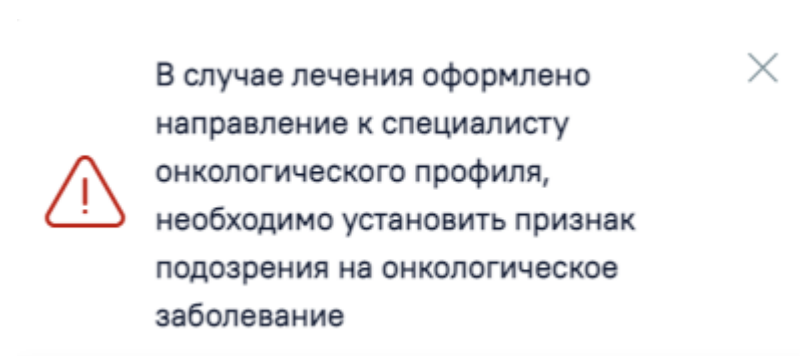 В случае лечения оформлено
направление к специалисту
онкологического профиля,
необходимо установить признак
подозрения на онкологическое
заболевание